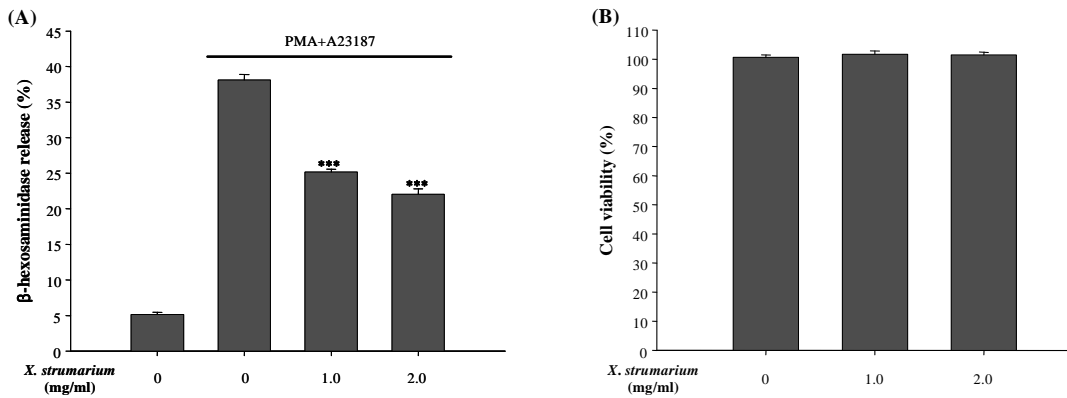 (A)
PMA+A23187
β-hexosaminidase release (%)
45
40
35
30
25
20
15
10
5
0
***
***
X. strumarium
(mg/ml)
0 0 1.0 2.0
(B)
Cell viability (%)
110
100
90
80
70
60
50
40
30
20
10
0
X. strumarium
(mg/ml)
0 1.0 2.0